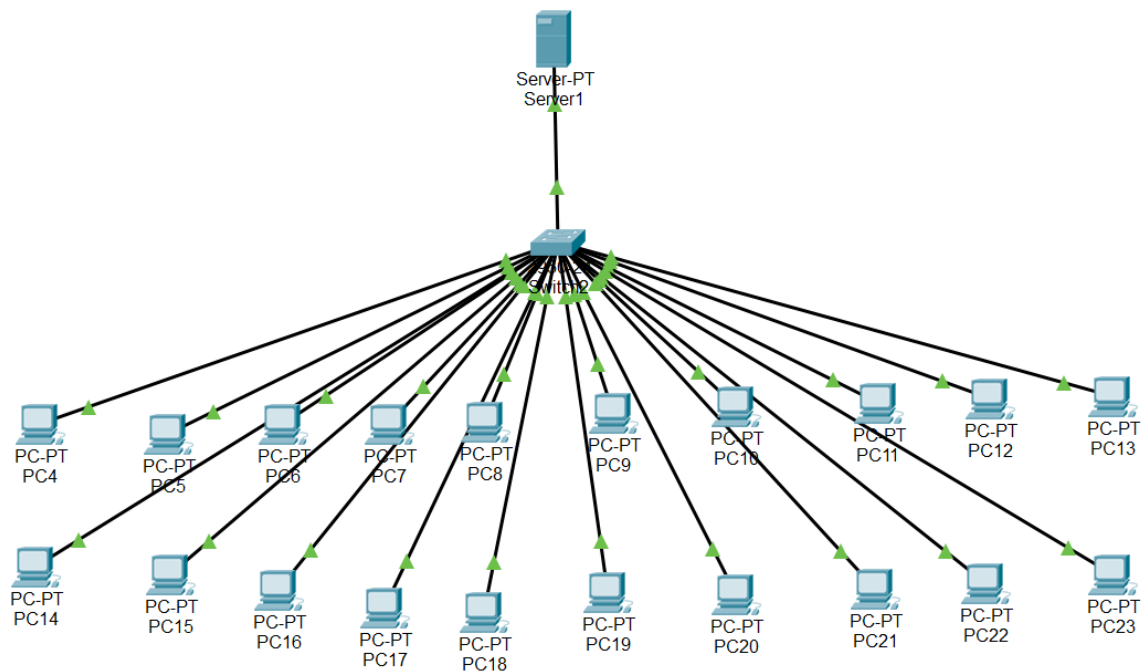 Server-PT
Server1
Switch2
PC-PT
PC4
PC-PT
PC5
PC-PT
PC6
PC-PT
PC7
PC-PT
PC8
PC-PT
PC9
PC-PT
PC10
PC-PT
PC11
PC-PT
PC12
PC-PT
PC13
PC-PT
PC14
PC-PT
PC15
PC-PT
PC16
PC-PT
PC17
PC-PT
PC18
PC-PT
PC19
PC-PT
PC20
PC-PT
PC21
PC-PT
PC22
PC-PT
PC23